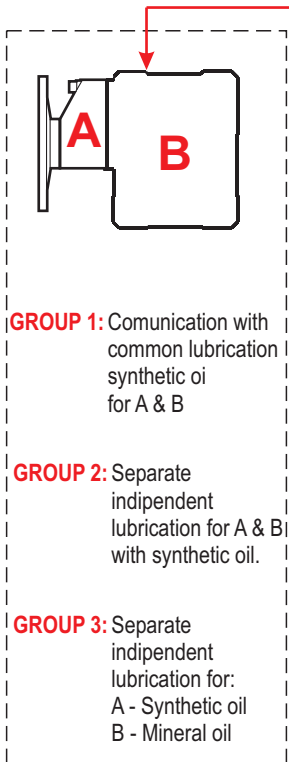 A
B
GROUP 1: Comunication with
common lubrication
synthetic oi
for A & B
GROUP 2: Separate
indipendent
lubrication for A & B
with synthetic oil.
GROUP 3: Separate
indipendent
lubrication for:
A - Synthetic oil
B - Mineral oil